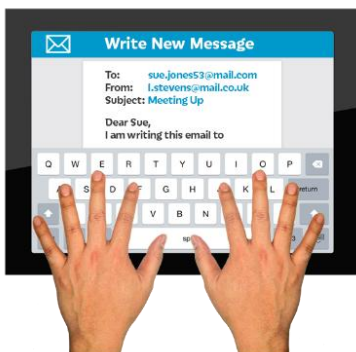 Write New Message
To: sue.jones53@mail.com
From: l.stevens@mail.co.uk
Subject: Meeting Up
Dear Sue,
I am writing this email to
Q W E R T Y U I O P
A S D F G H J K L return
V B N